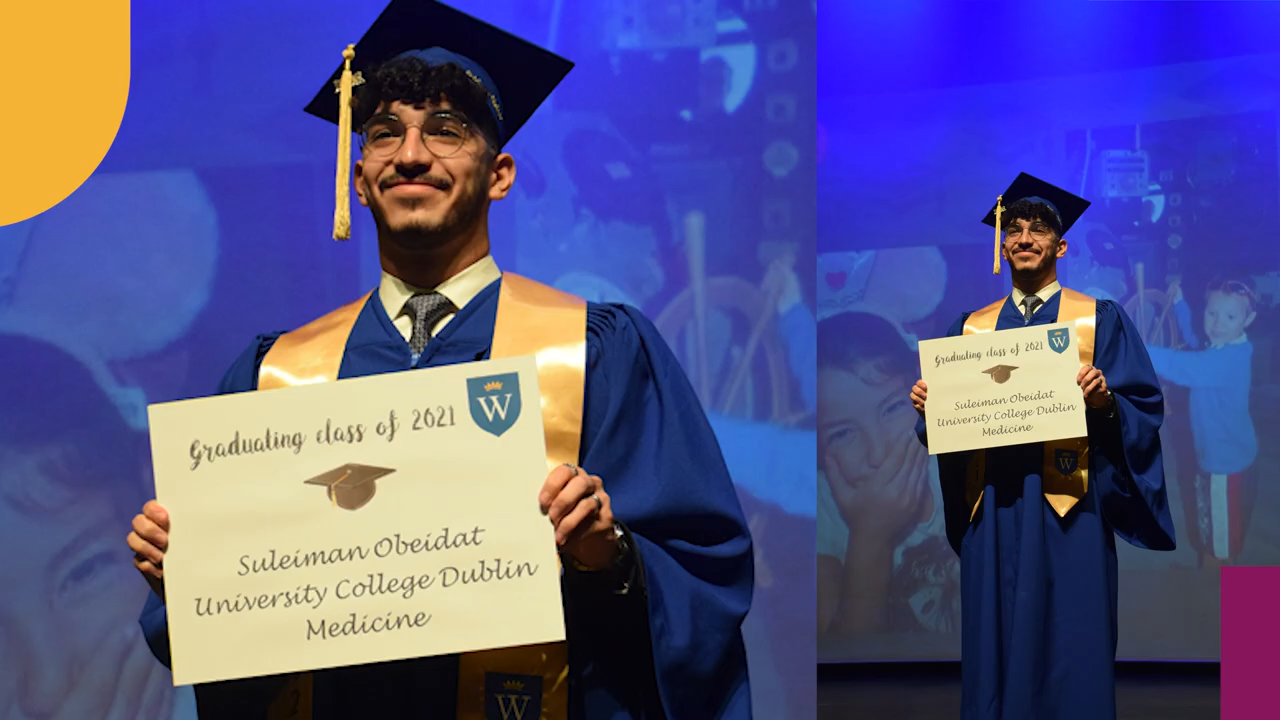 Graduating class of 2021
W
Suleiman Obeidat
University College Dublin
Medicine
W
Graduating class of 2021
W
Suleiman Obeidat
University College Dublin
Medicine
W